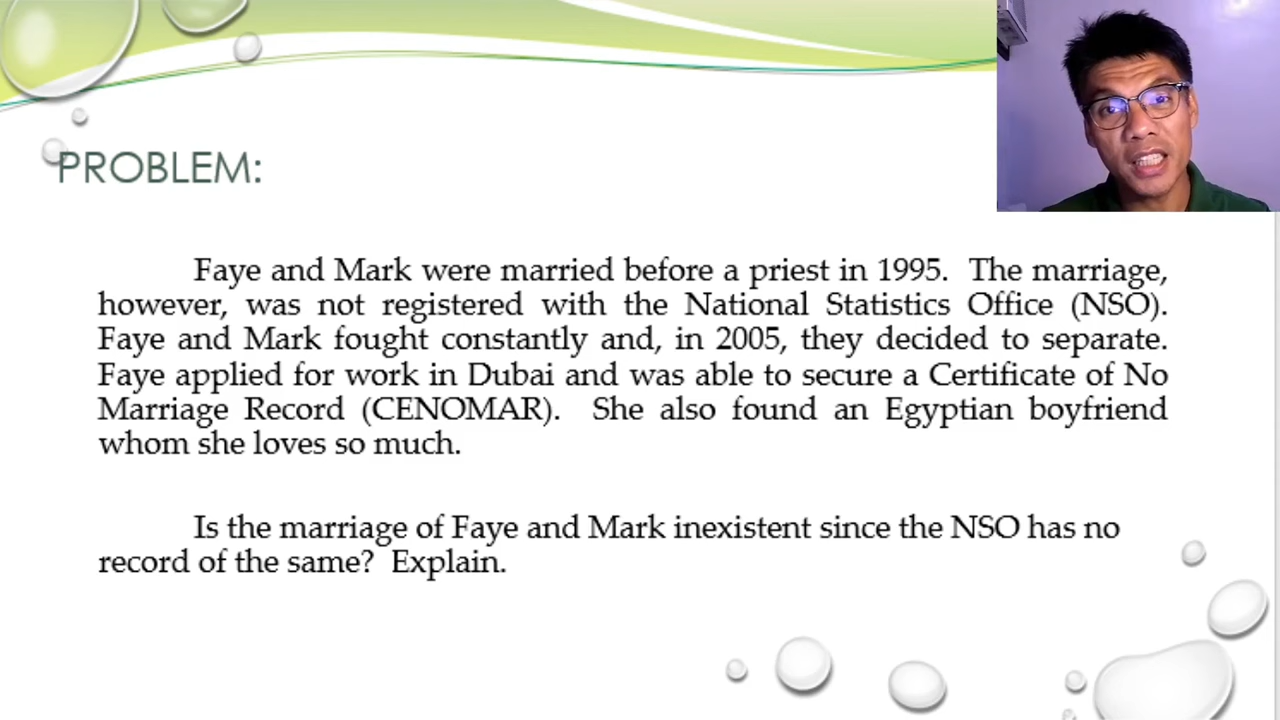 PROBLEM:
Faye and Mark were married before a priest in 1995. The marriage,
however, was not registered with the National Statistics Office (NSO).
Faye and Mark fought constantly and, in 2005, they decided to separate.
Faye applied for work in Dubai and was able to secure a Certificate of No
Marriage Record (CENOMAR). She also found an Egyptian boyfriend
whom she loves so much.
Is the marriage of Faye and Mark inexistent since the NSO has no
record of the same? Explain.